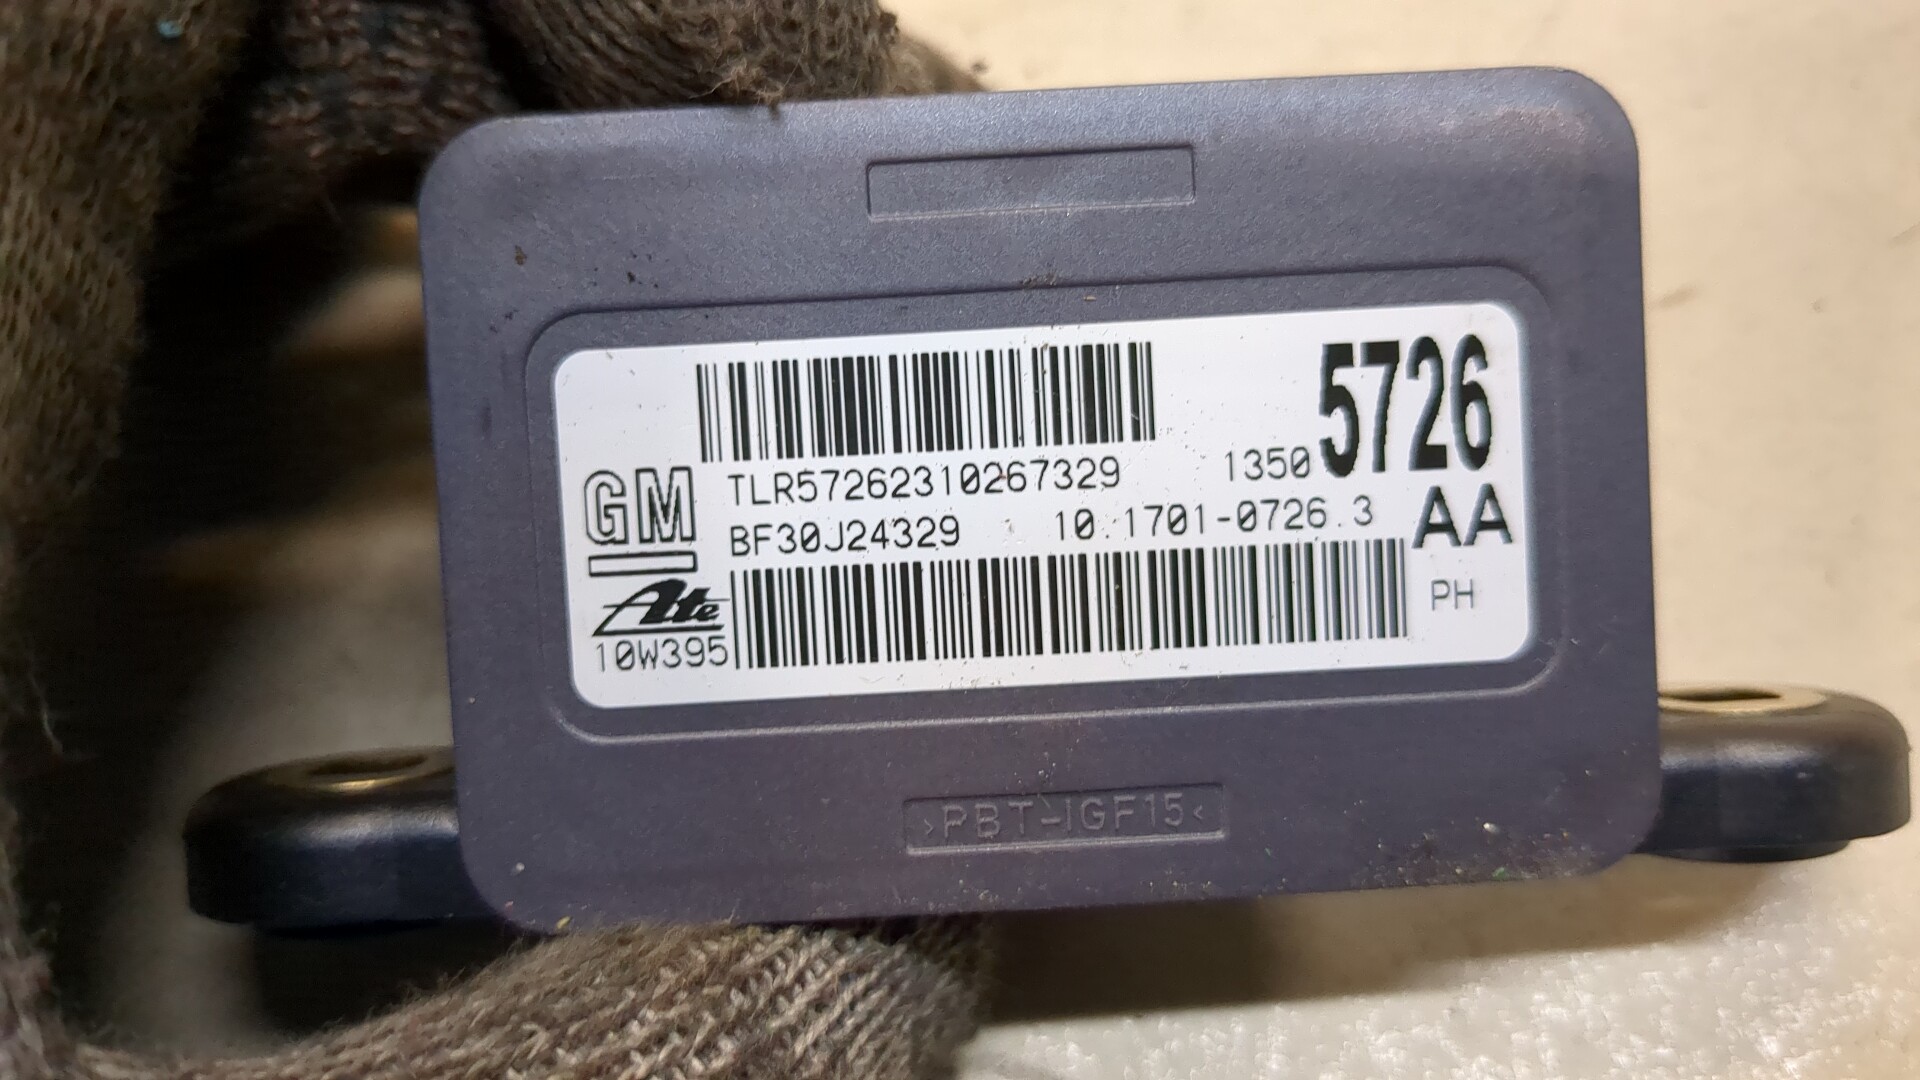 1350 5726
TLR57262310267329
GM
BF30J24329 10.1701-0726.3 AA
Ate
PH
10W395
>PBT-IGF15<